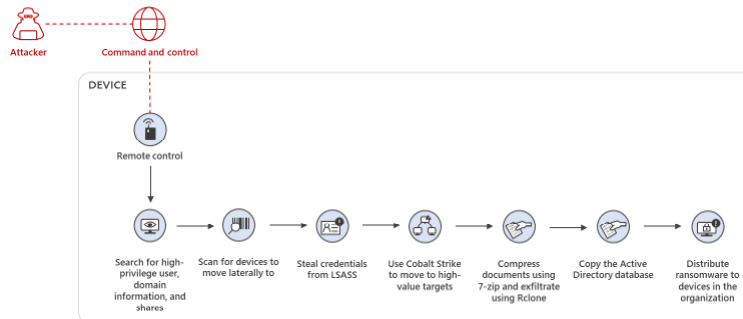 Attacker
Command and control
DEVICE
Remote control
Search for high-
privilege user,
domain
information, and
shares
Scan for devices to
move laterally to
Steal credentials
from LSASS
Use Cobalt Strike
to move to high-
value targets
Compress
documents using
7-zip and exfiltrate
using Rclone
Copy the Active
Directory database
Distribute
ransomware to
devices in the
organization